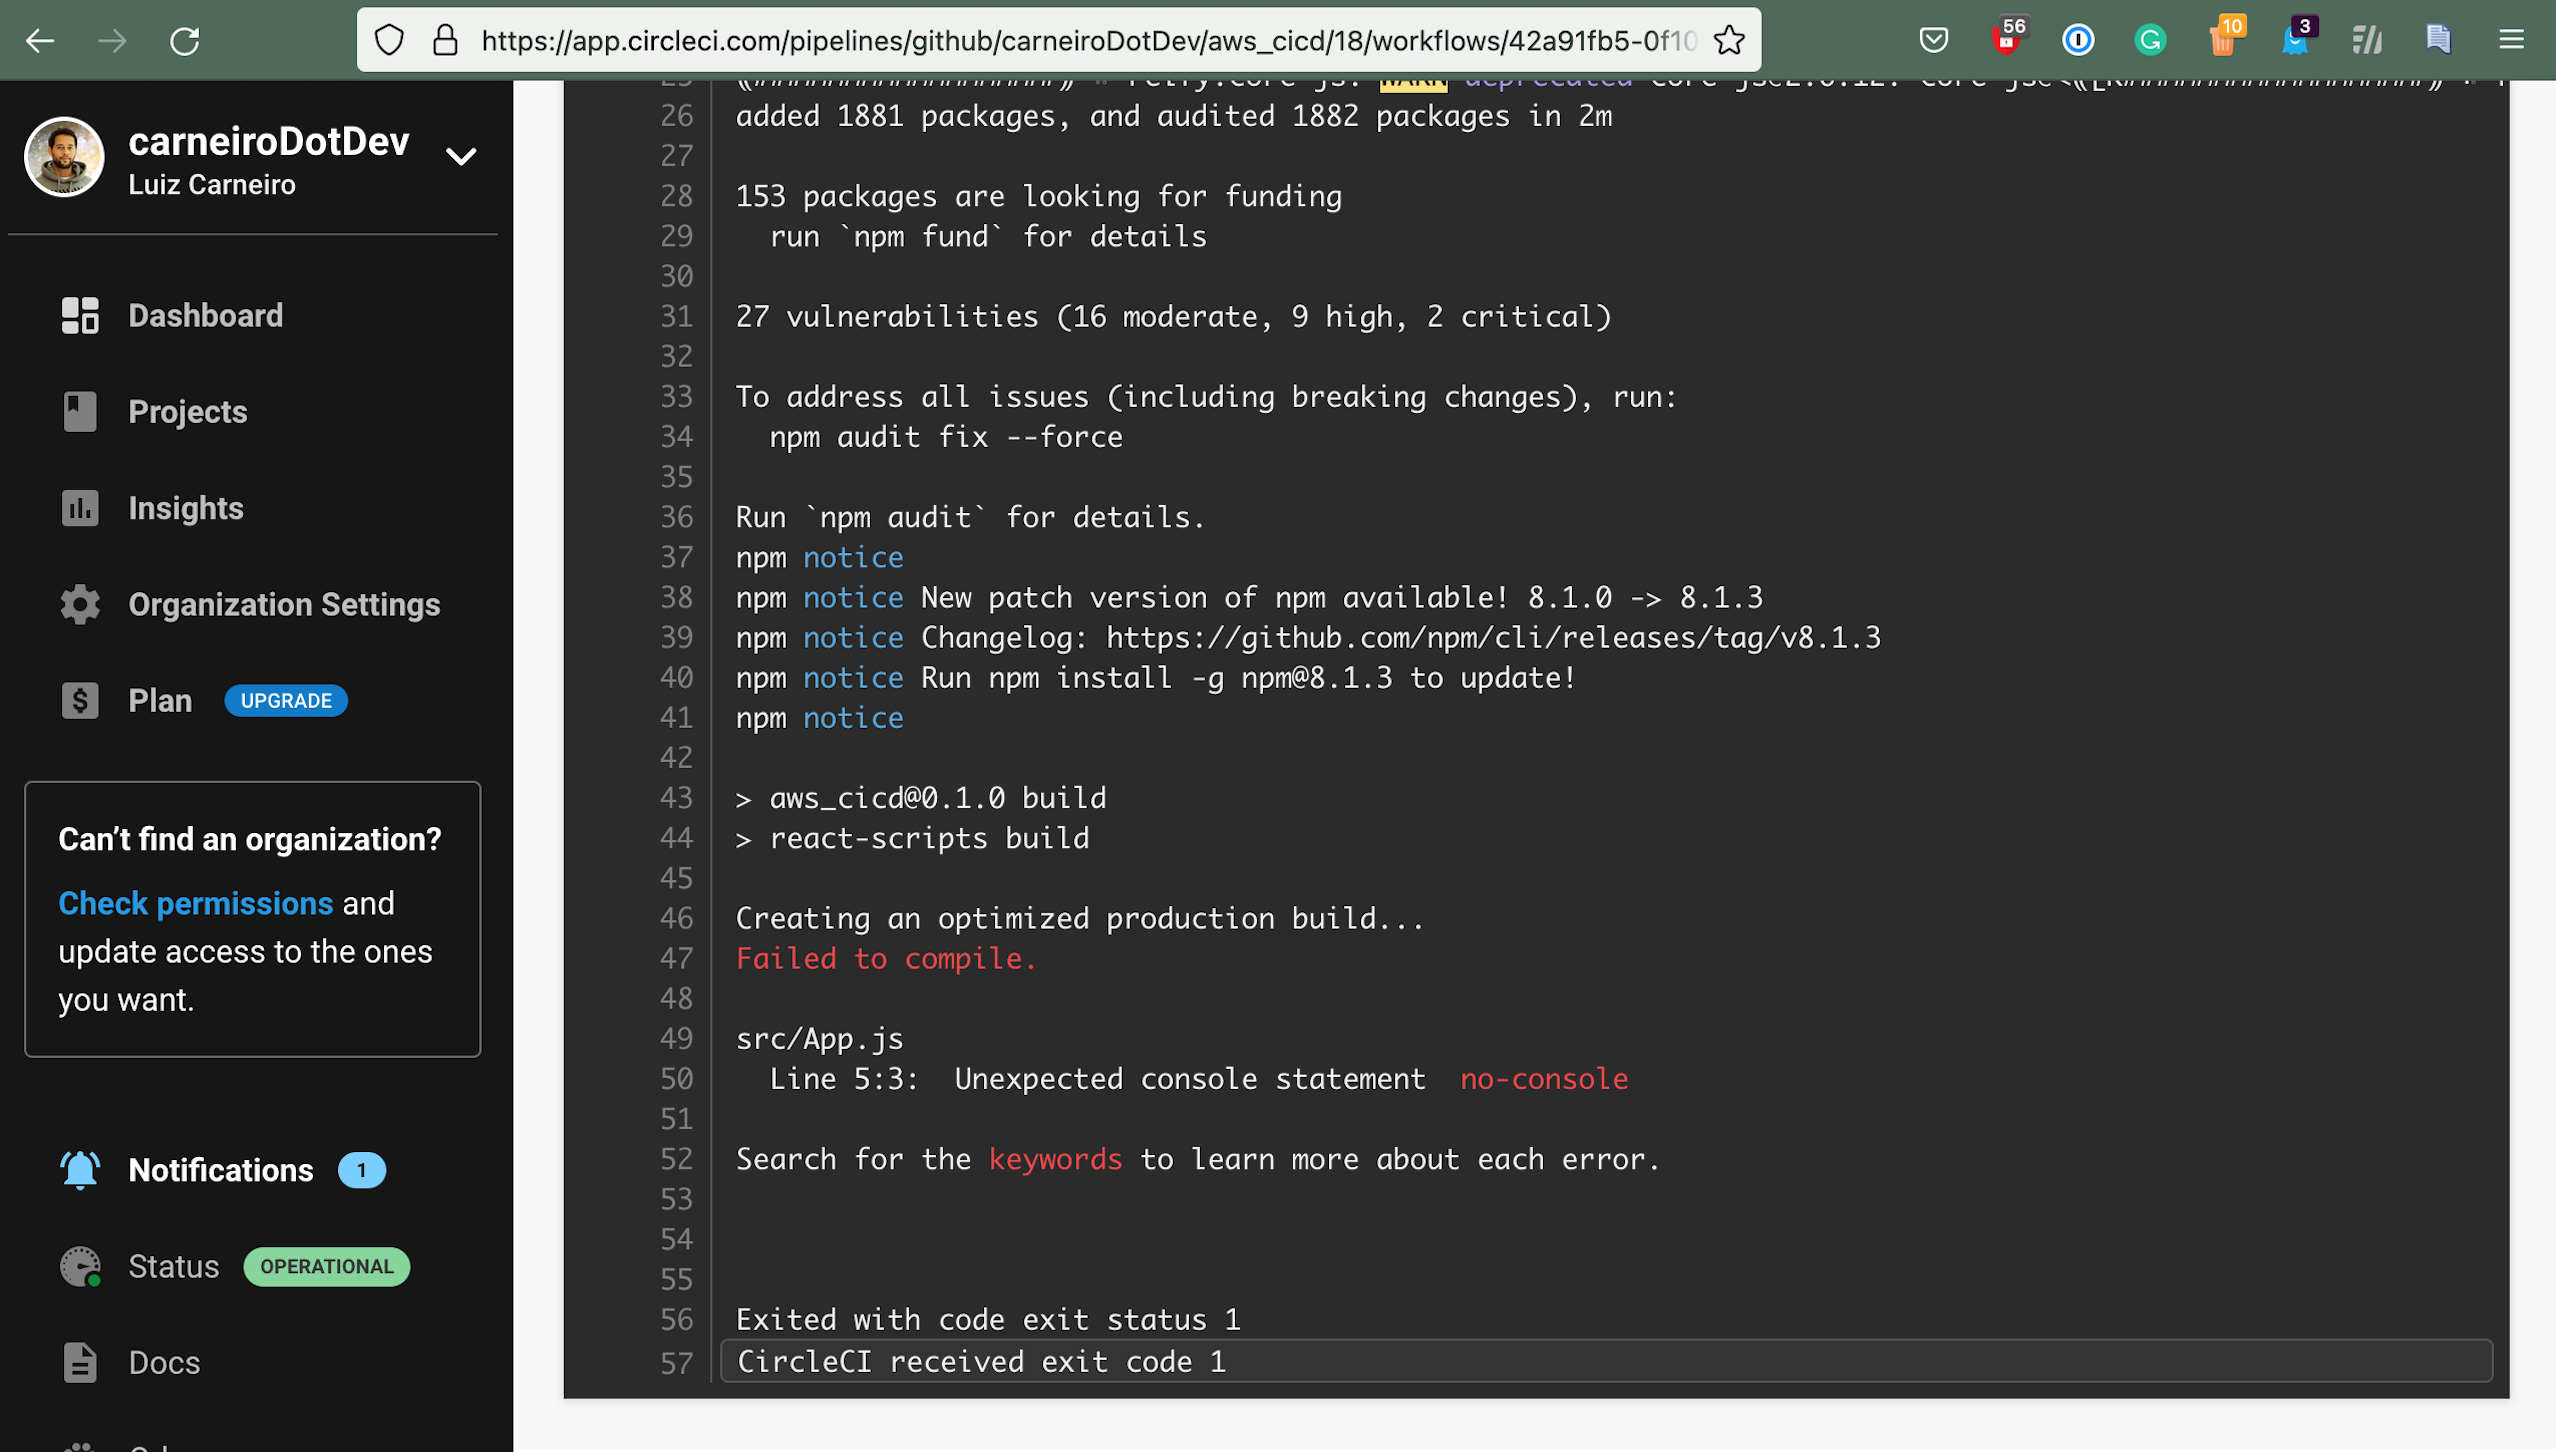 https://app.circleci.com/pipelines/github/carneiroDotDev/aws_cicd/18/workflows/42a91fb5-0f10
56
10
3
carneiroDotDev
Luiz Carneiro
Dashboard
Projects
Insights
Organization Settings
Plan UPGRADE
Can't find an organization?
Check permissions and
update access to the ones
you want.
Notifications 1
Status OPERATIONAL
Docs
26 added 1881 packages, and audited 1882 packages in 2m
27
28 153 packages are looking for funding
29 run `npm fund` for details
30
31 27 vulnerabilities (16 moderate, 9 high, 2 critical)
32
33 To address all issues (including breaking changes), run:
34 npm audit fix --force
35
36 Run `npm audit` for details.
37 npm notice
38 npm notice New patch version of npm available! 8.1.0 -> 8.1.3
39 npm notice Changelog: https://github.com/npm/cli/releases/tag/v8.1.3
40 npm notice Run npm install -g npm@8.1.3 to update!
41 npm notice
42
43 > aws_cicd@0.1.0 build
44 > react-scripts build
45
46 Creating an optimized production build...
47 Failed to compile.
48
49 src/App.js
50 Line 5:3: Unexpected console statement no-console
51
52 Search for the keywords to learn more about each error.
53
54
55
56 Exited with code exit status 1
57 CircleCI received exit code 1